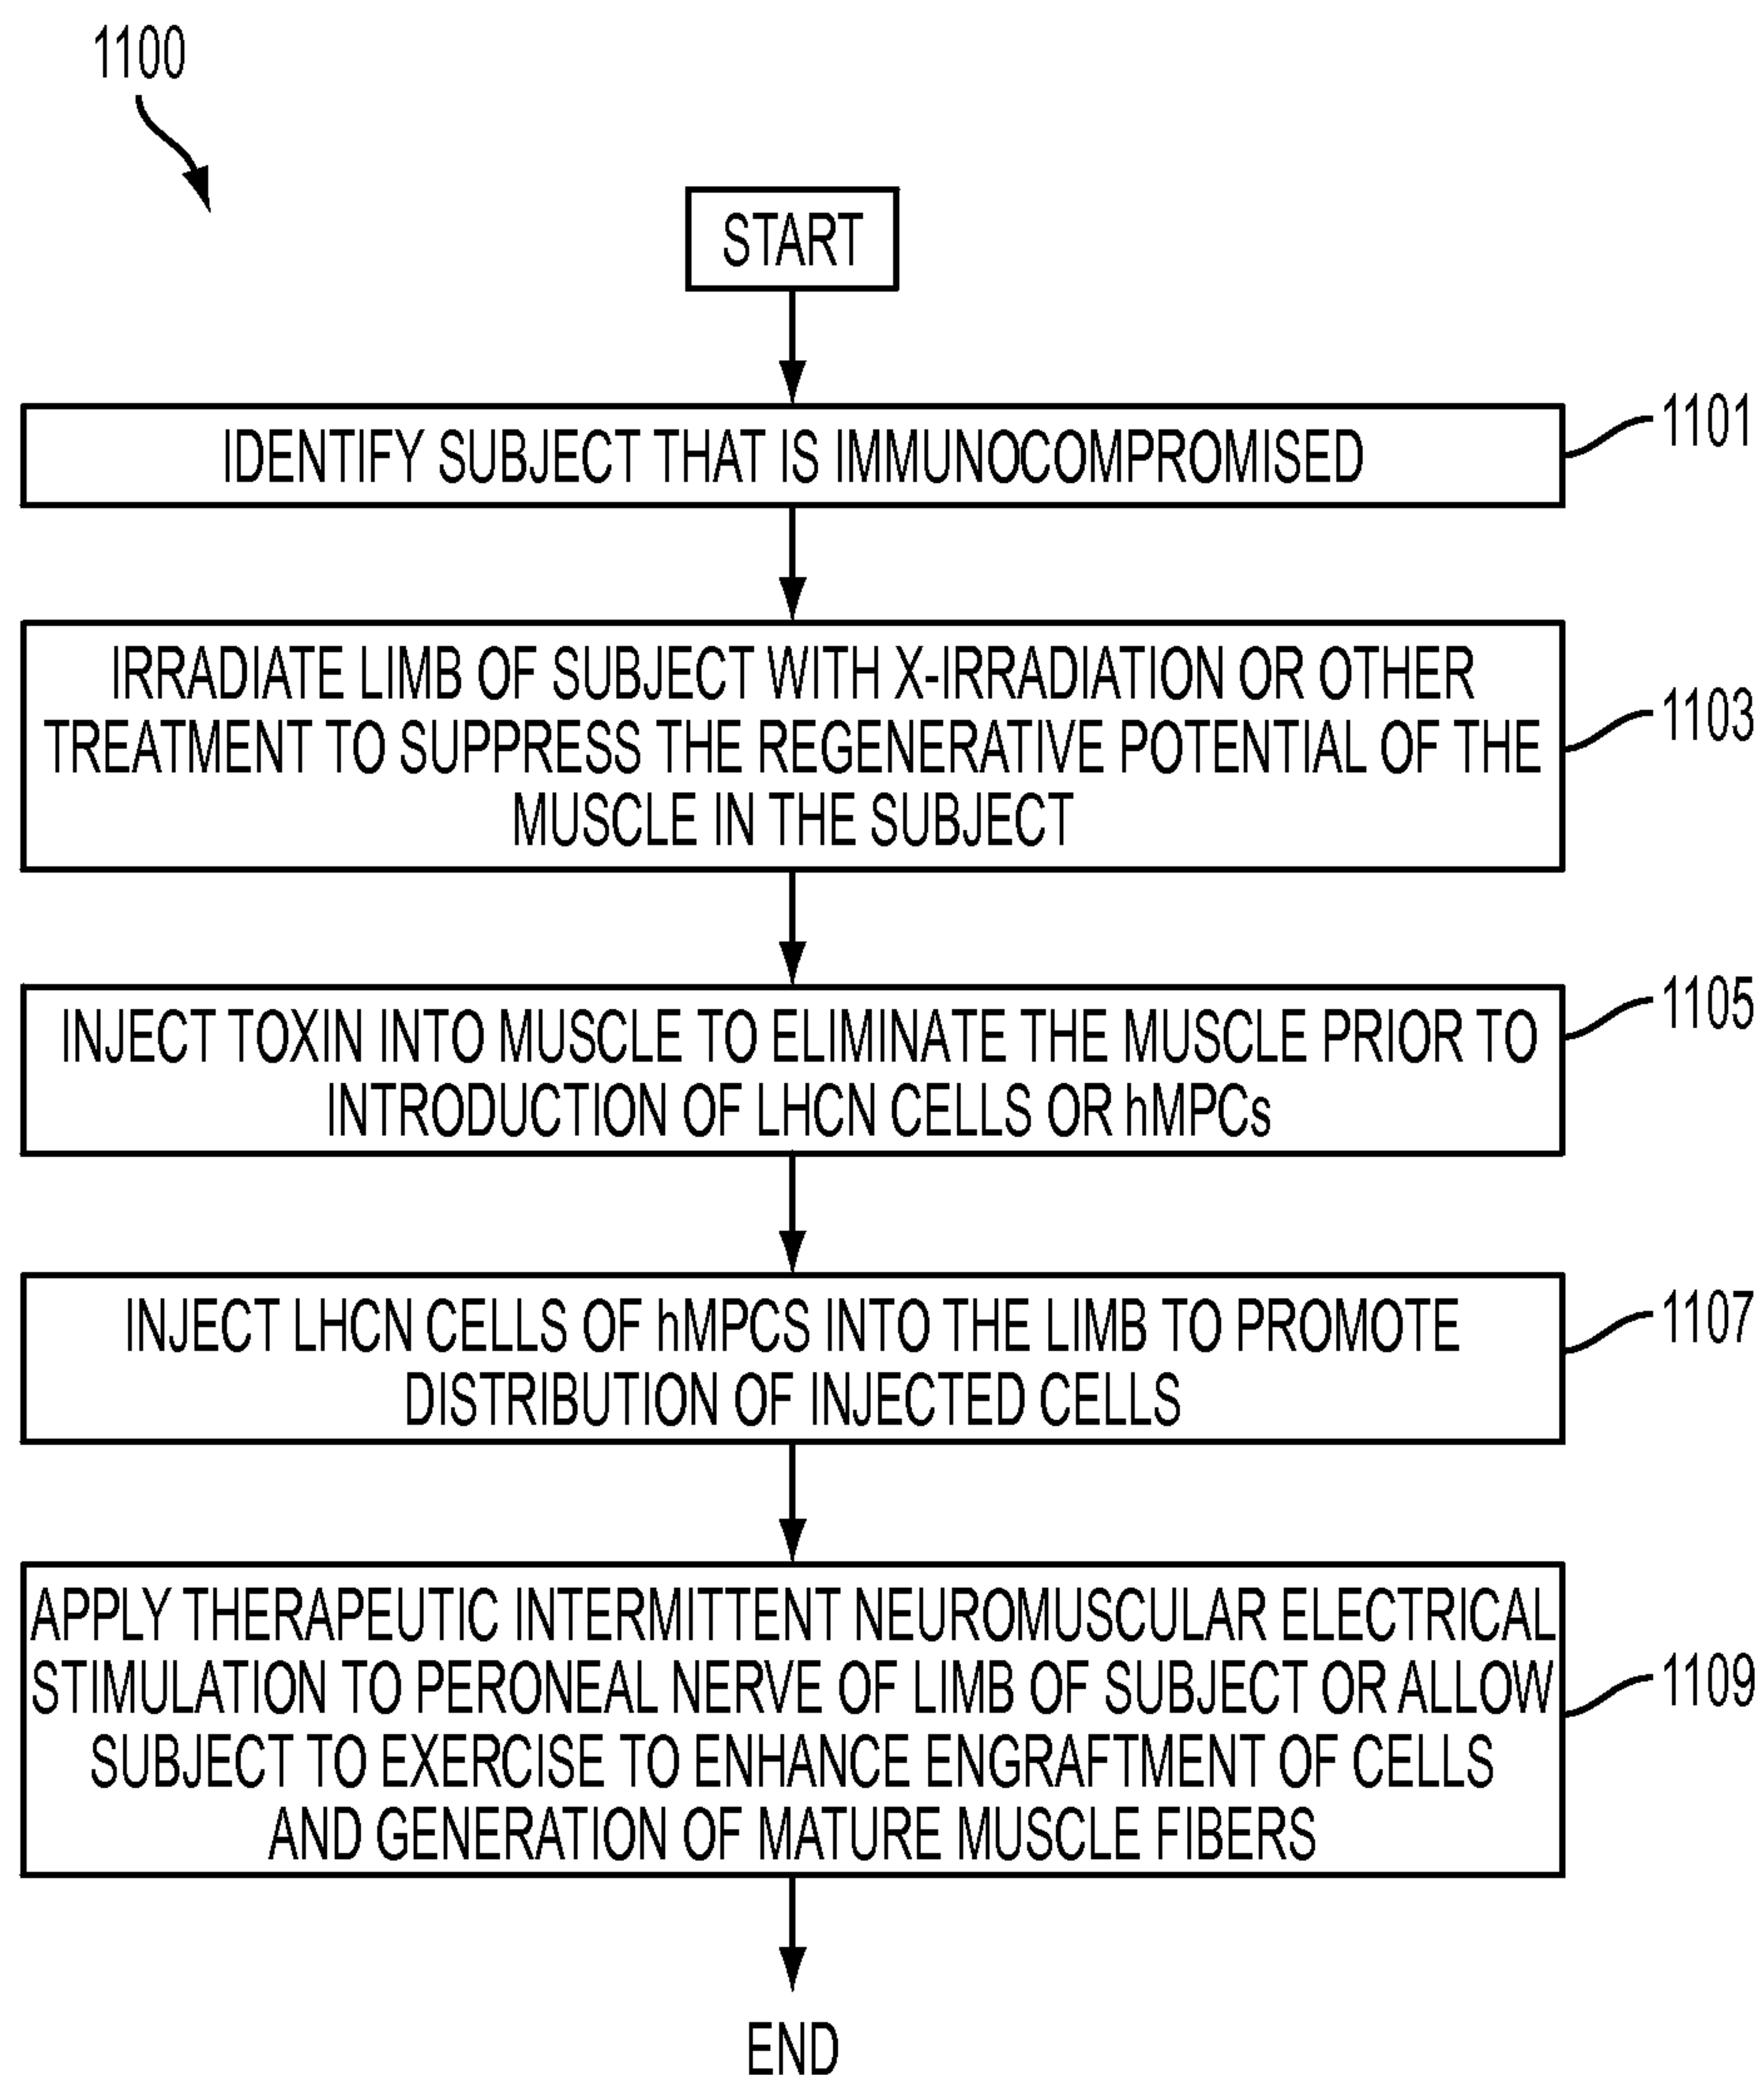 1100
START
IDENTIFY SUBJECT THAT IS IMMUNOCOMPROMISED
1101
IRRADIATE LIMB OF SUBJECT WITH X-IRRADIATION OR OTHER
TREATMENT TO SUPPRESS THE REGENERATIVE POTENTIAL OF THE
MUSCLE IN THE SUBJECT
1103
INJECT TOXIN INTO MUSCLE TO ELIMINATE THE MUSCLE PRIOR TO
INTRODUCTION OF LHCN CELLS OR hMPCs
1105
INJECT LHCN CELLS OF hMPCS INTO THE LIMB TO PROMOTE
DISTRIBUTION OF INJECTED CELLS
1107
APPLY THERAPEUTIC INTERMITTENT NEUROMUSCULAR ELECTRICAL
STIMULATION TO PERONEAL NERVE OF LIMB OF SUBJECT OR ALLOW
SUBJECT TO EXERCISE TO ENHANCE ENGRAFTMENT OF CELLS
AND GENERATION OF MATURE MUSCLE FIBERS
1109
END